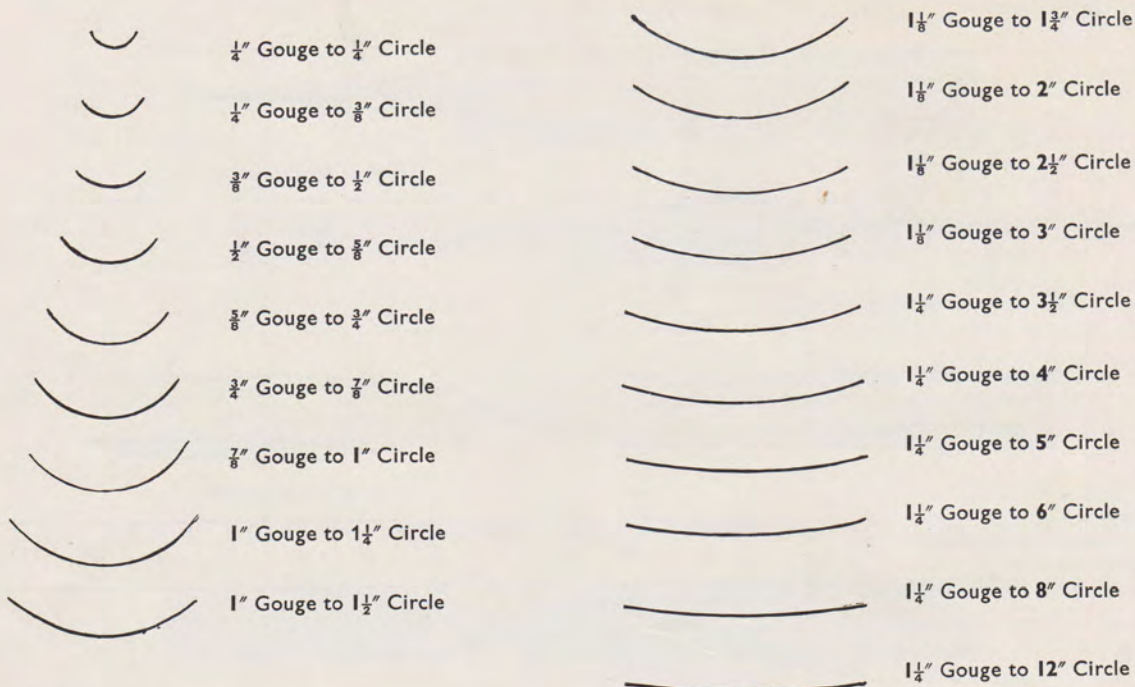 ¼″ Gouge to ¼″ Circle
¼″ Gouge to ⅜″ Circle
⅜″ Gouge to ½″ Circle
½″ Gouge to ⅝″ Circle
⅝″ Gouge to ¾″ Circle
¾″ Gouge to ⅞″ Circle
⅞″ Gouge to 1″ Circle
1″ Gouge to 1¼″ Circle
1″ Gouge to 1½″ Circle
1⅛″ Gouge to 1¾″ Circle
1⅛″ Gouge to 2″ Circle
1⅛″ Gouge to 2½″ Circle
1⅛″ Gouge to 3″ Circle
1¼″ Gouge to 3½″ Circle
1¼″ Gouge to 4″ Circle
1¼″ Gouge to 5″ Circle
1¼″ Gouge to 6″ Circle
1¼″ Gouge to 8″ Circle
1¼″ Gouge to 12″ Circle